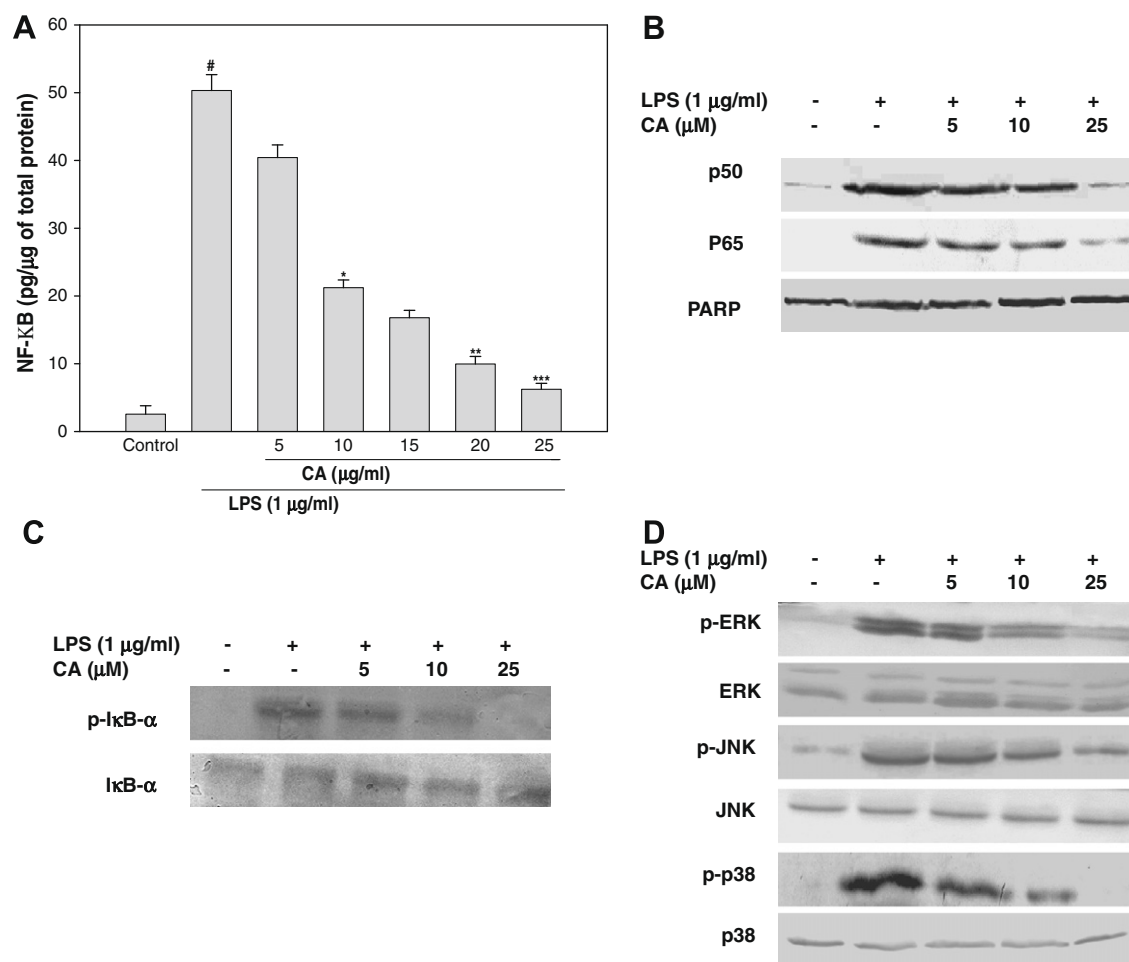 A
NF-KB (pg/µg of total protein)
60
50
40
30
20
10
0
#
*
**
***
Control 5 10 15 20 25
CA (µg/ml)
LPS (1 µg/ml)
B
LPS (1 µg/ml) - + + + +
CA (µM) - - 5 10 25
p50
P65
PARP
C
LPS (1 µg/ml) - + + + +
CA (µM) - - 5 10 25
p-IκB-α
IκB-α
D
LPS (1 µg/ml) - + + + +
CA (µM) - - 5 10 25
p-ERK
ERK
p-JNK
JNK
p-p38
p38